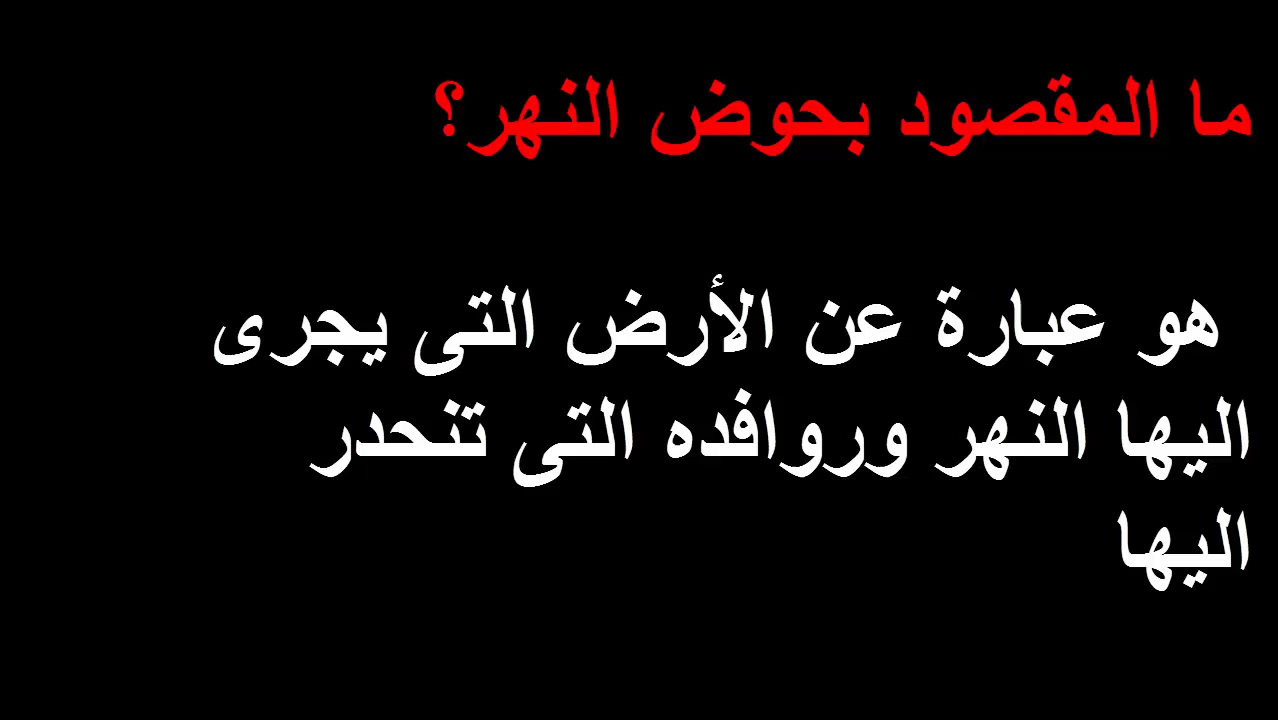 ما المقصود بحوض النهر؟
هو عبارة عن الأرض التى يجرى
اليها النهر وروافده التى تنحدر
اليها